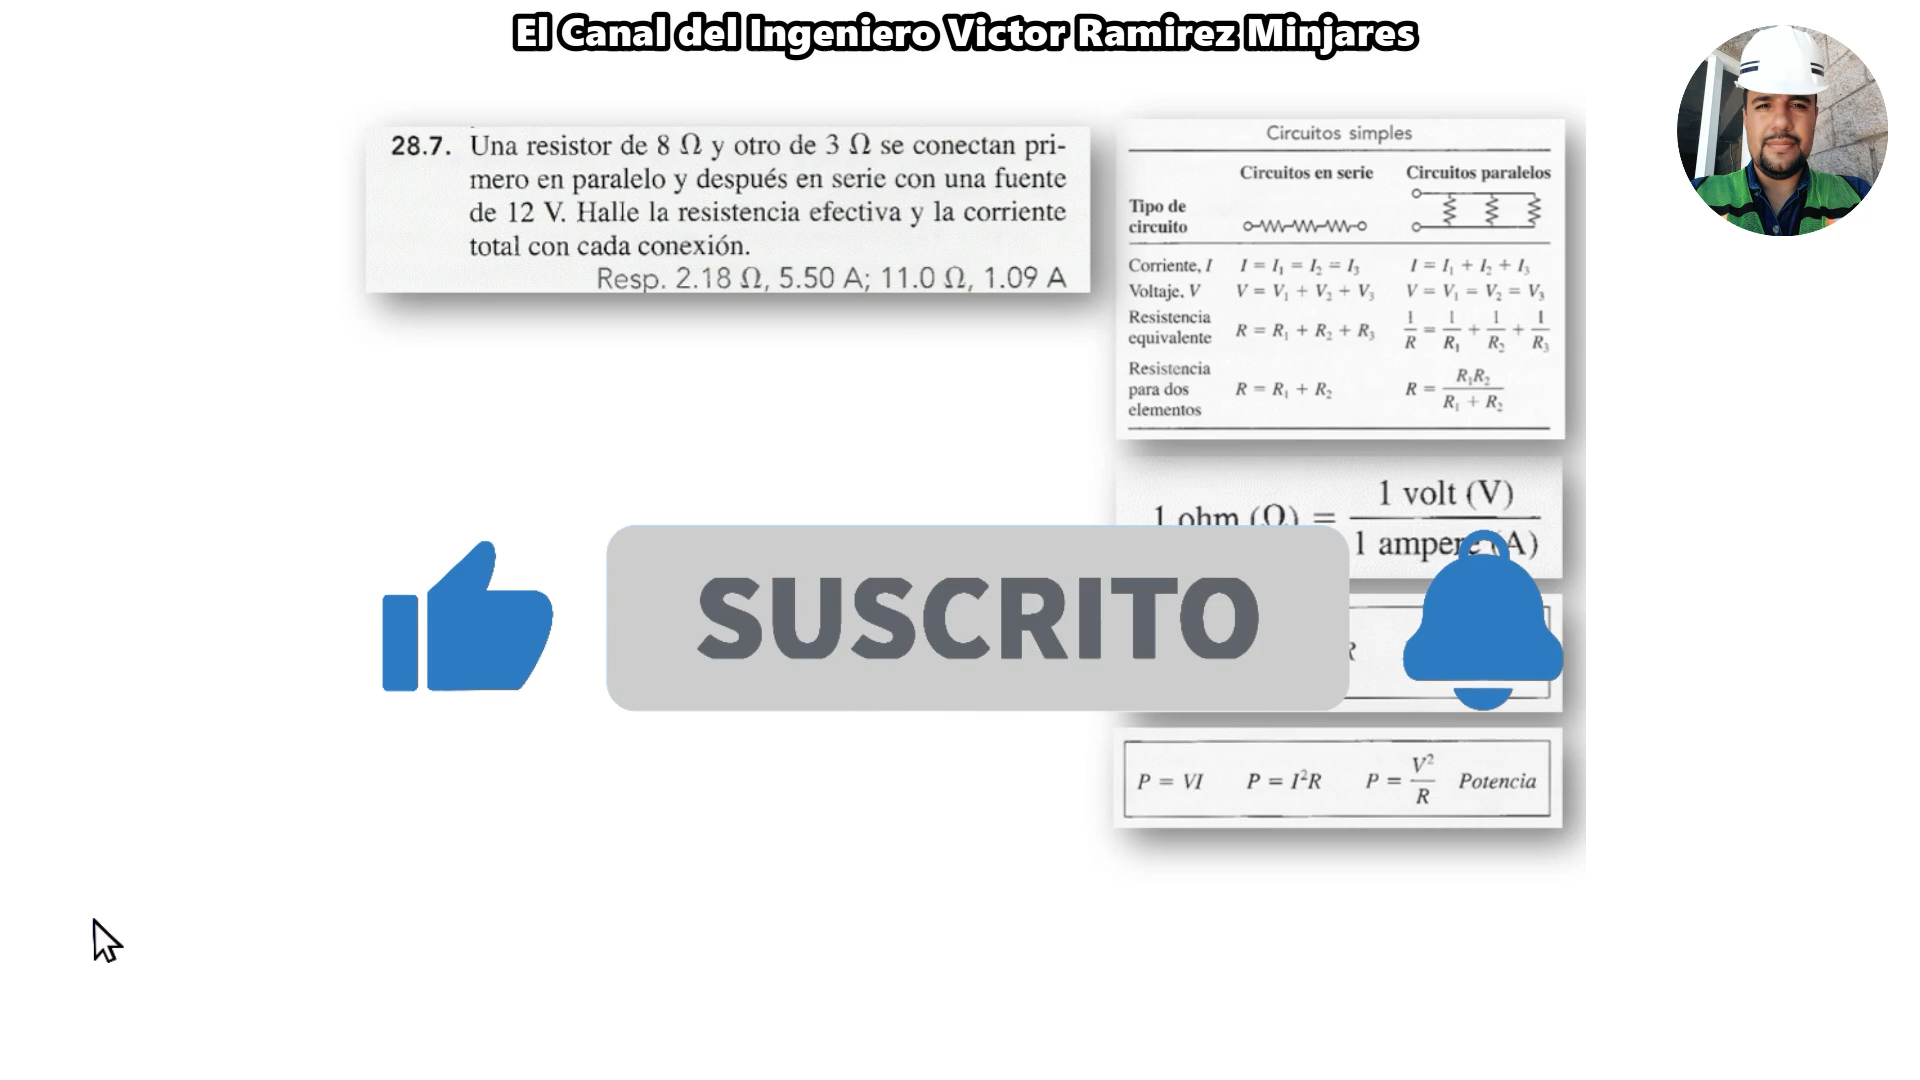 El Canal del Ingeniero Victor Ramirez Minjares
28.7. Una resistor de 8 Ω y otro de 3 Ω se conectan pri-
mero en paralelo y después en serie con una fuente
de 12 V. Halle la resistencia efectiva y la corriente
total con cada conexión.
Resp. 2.18 Ω, 5.50 A; 11.0 Ω, 1.09 A
Circuitos simples
Circuitos en serie Circuitos paralelos
Tipo de
circuito
Corriente, I I = I₁ = I₂ = I₃ I = I₁ + I₂ + I₃
Voltaje. V V = V₁ + V₂ + V₃ V = V₁ = V₂ = V₃
Resistencia
equivalente R = R₁ + R₂ + R₃ 1/R = 1/R₁ + 1/R₂ + 1/R₃
Resistencia
para dos
elementos R = R₁ + R₂ R = R₁R₂ / R₁ + R₂
1 ohm (Ω) = 1 volt (V) / 1 ampere (A)
SUSCRITO
R
P = VI P = I²R P = V²/R Potencia